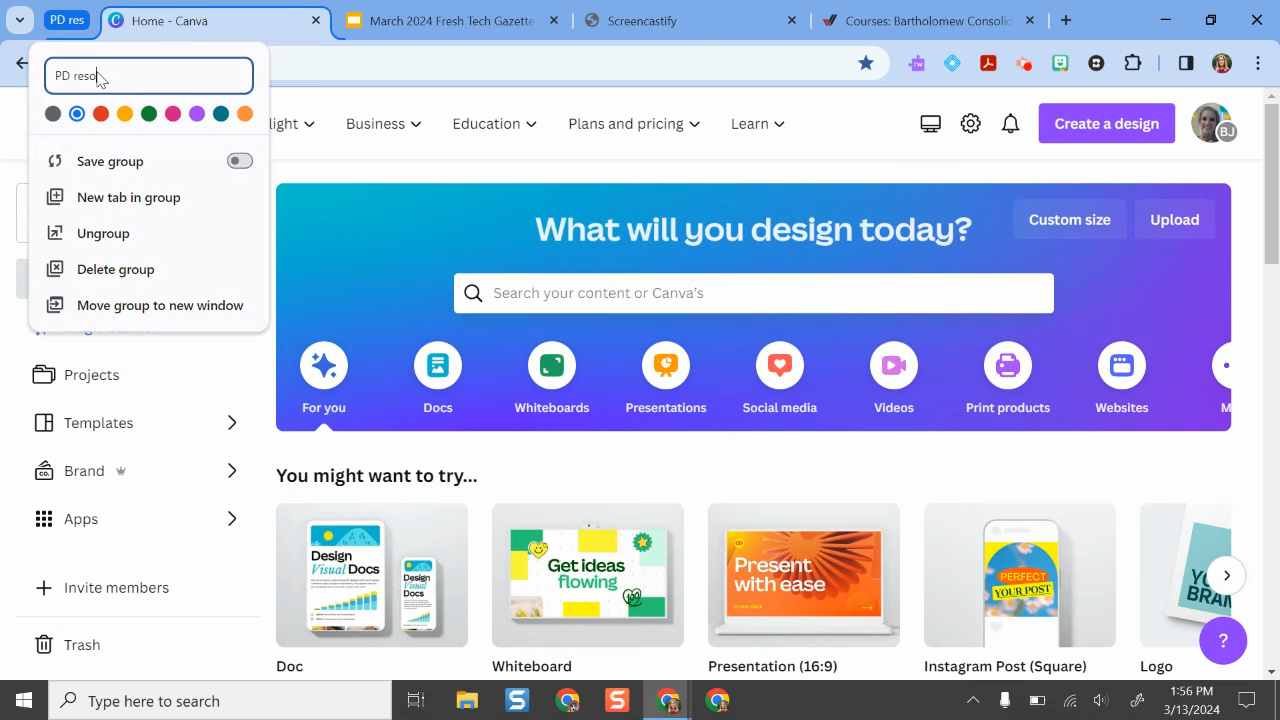 PD res
Home - Canva
March 2024 Fresh Tech Gazette
Screencastify
Courses: Bartholomew Consolid
PD reso
Save group
New tab in group
Ungroup
Delete group
Move group to new window
light
Business
Education
Plans and pricing
Learn
Create a design
BJ
What will you design today?
Custom size
Upload
Search your content or Canva's
For you
Docs
Whiteboards
Presentations
Social media
Videos
Print products
Websites
M
Projects
Templates
CO.
Brand
Apps
Invite members
Trash
You might want to try...
Design
Visual Docs
Design
Visual
Docs
Get ideas
flowing
Present
with ease
PERFECT
YOUR POST
YOUR
BRAN
Doc
Whiteboard
Presentation (16:9)
Instagram Post (Square)
Logo
?
Type here to search
1:56 PM
3/13/2024